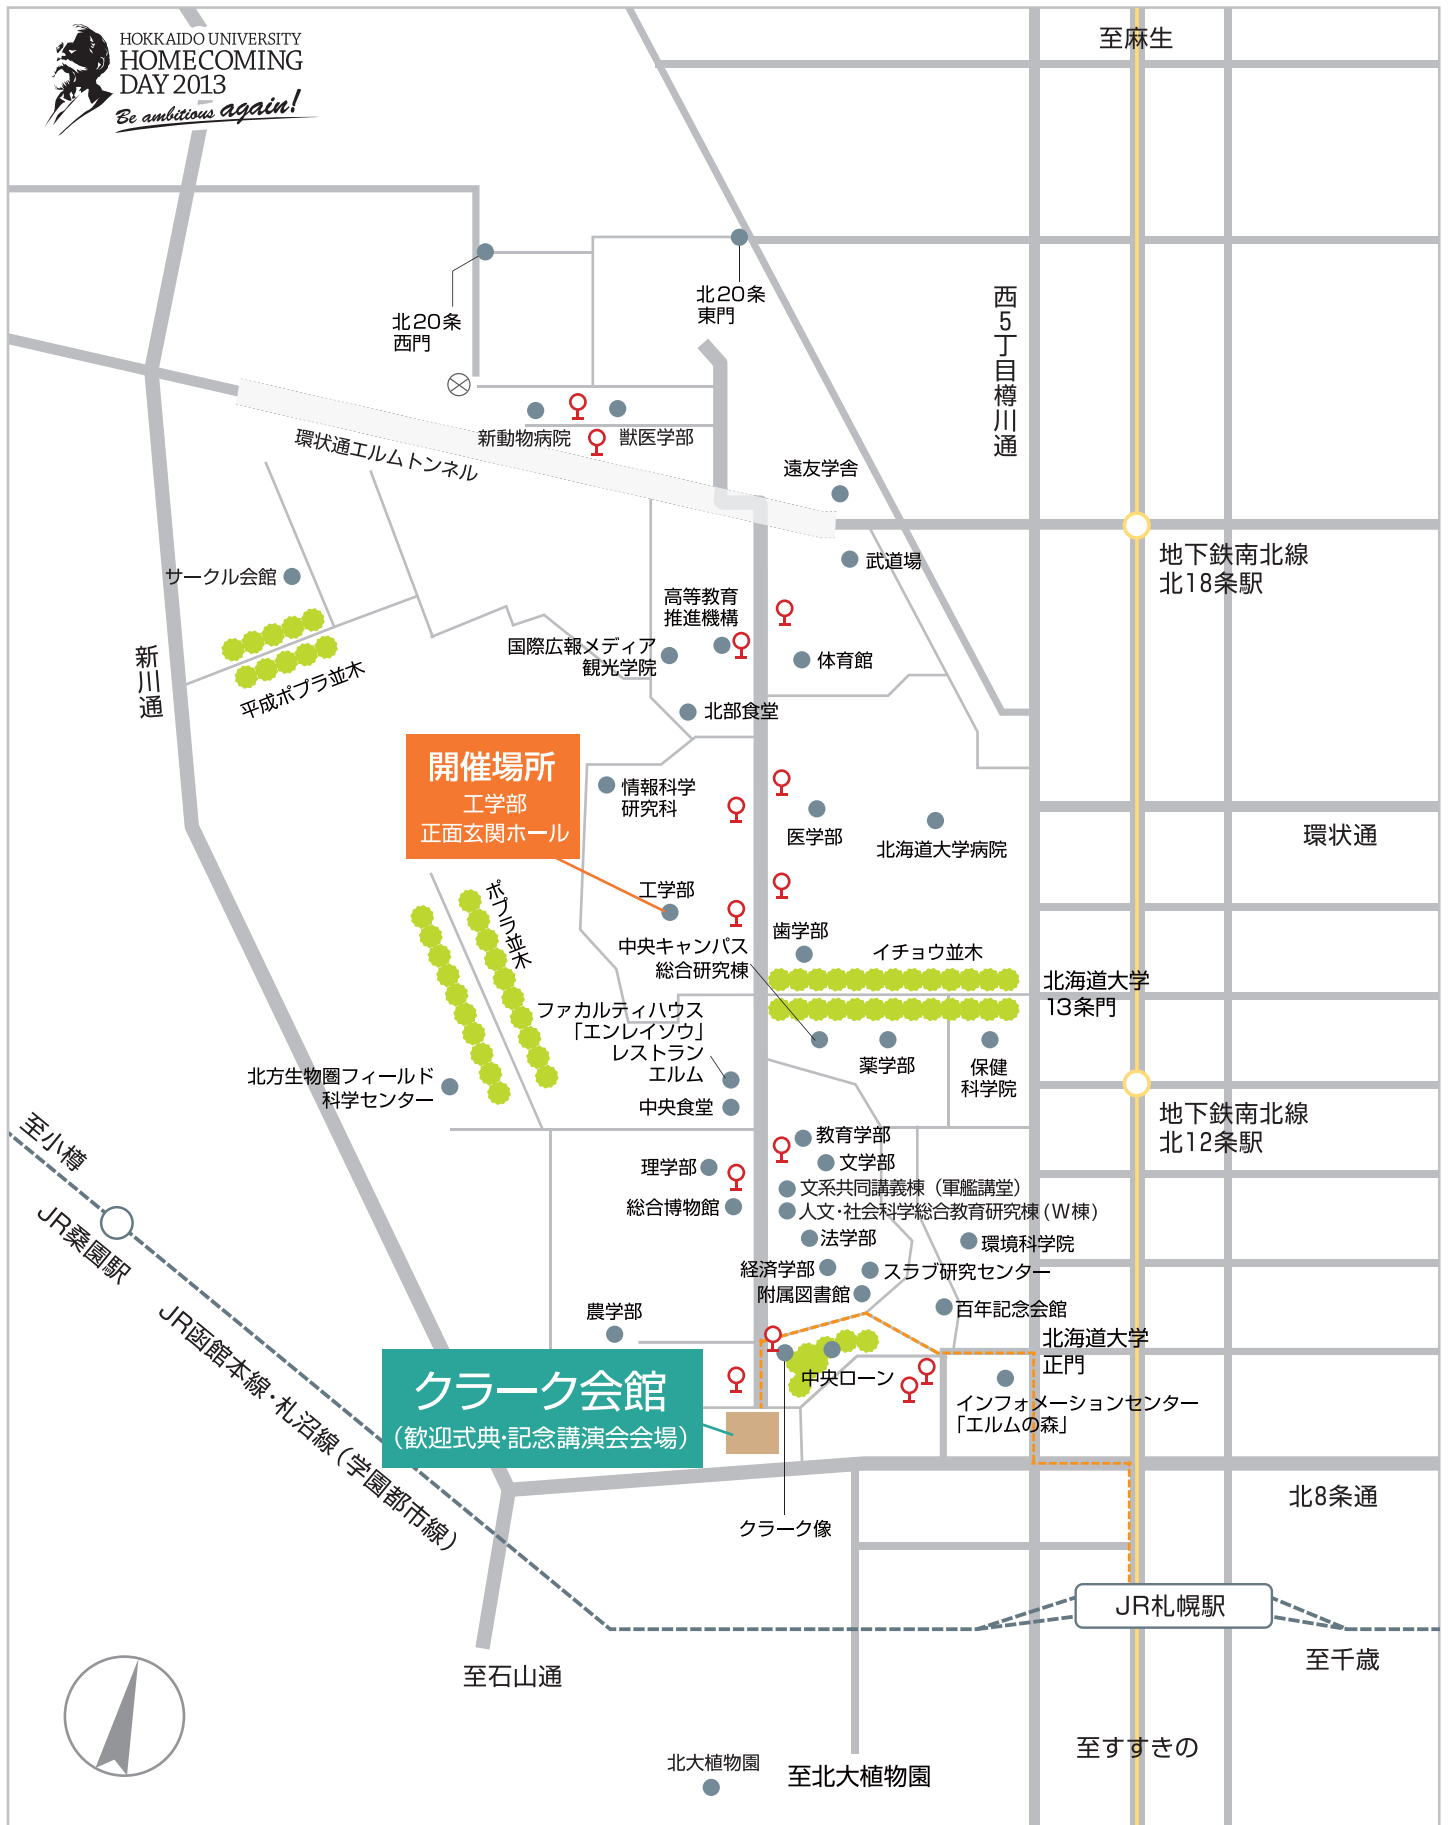 HOKKAIDO UNIVERSITY
HOMECOMING
DAY 2013
Be ambitious again!
至麻生
北20条
東門
北20条
西門
西5丁目樽川通
新動物病院
獣医学部
環状通エルムトンネル
遠友学舎
武道場
地下鉄南北線
北18条駅
サークル会館
高等教育
推進機構
国際広報メディア
観光学院
体育館
新川通
平成ポプラ並木
北部食堂
開催場所
工学部
正面玄関ホール
情報科学
研究科
医学部
北海道大学病院
環状通
工学部
ポプラ並木
中央キャンパス
総合研究棟
歯学部
イチョウ並木
北海道大学
13条門
ファカルティハウス
「エンレイソウ」
レストラン
エルム
薬学部
保健
科学院
北方生物圏フィールド
科学センター
中央食堂
地下鉄南北線
北12条駅
至小樽
教育学部
文学部
理学部
文系共同講義棟（軍艦講堂）
総合博物館
人文・社会科学総合教育研究棟(W棟)
JR桑園駅
法学部
環境科学院
経済学部
スラブ研究センター
附属図書館
百年記念会館
農学部
北海道大学
正門
JR函館本線・札沼線(学園都市線)
クラーク会館
（歓迎式典・記念講演会会場）
中央ローン
インフォメーションセンター
「エルムの森」
北8条通
クラーク像
JR札幌駅
至千歳
至石山通
至すすきの
北大植物園
至北大植物園